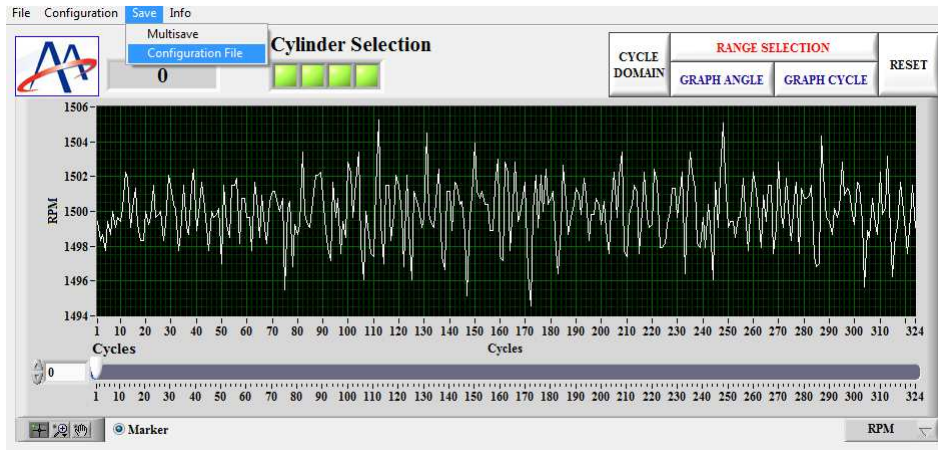 File Configuration Save Info
Multisave
Configuration File
Cylinder Selection
0
CYCLE DOMAIN
RANGE SELECTION
GRAPH ANGLE GRAPH CYCLE
RESET
1506
1504
1502
1500
1498
1496
1494
RPM
1 10 20 30 40 50 60 70 80 90 100 110 120 130 140 150 160 170 180 190 200 210 220 230 240 250 260 270 280 290 300 310 324
Cycles
Cycles
0
1 10 20 30 40 50 60 70 80 90 100 110 120 130 140 150 160 170 180 190 200 210 220 230 240 250 260 270 280 290 300 310 324
Marker
RPM